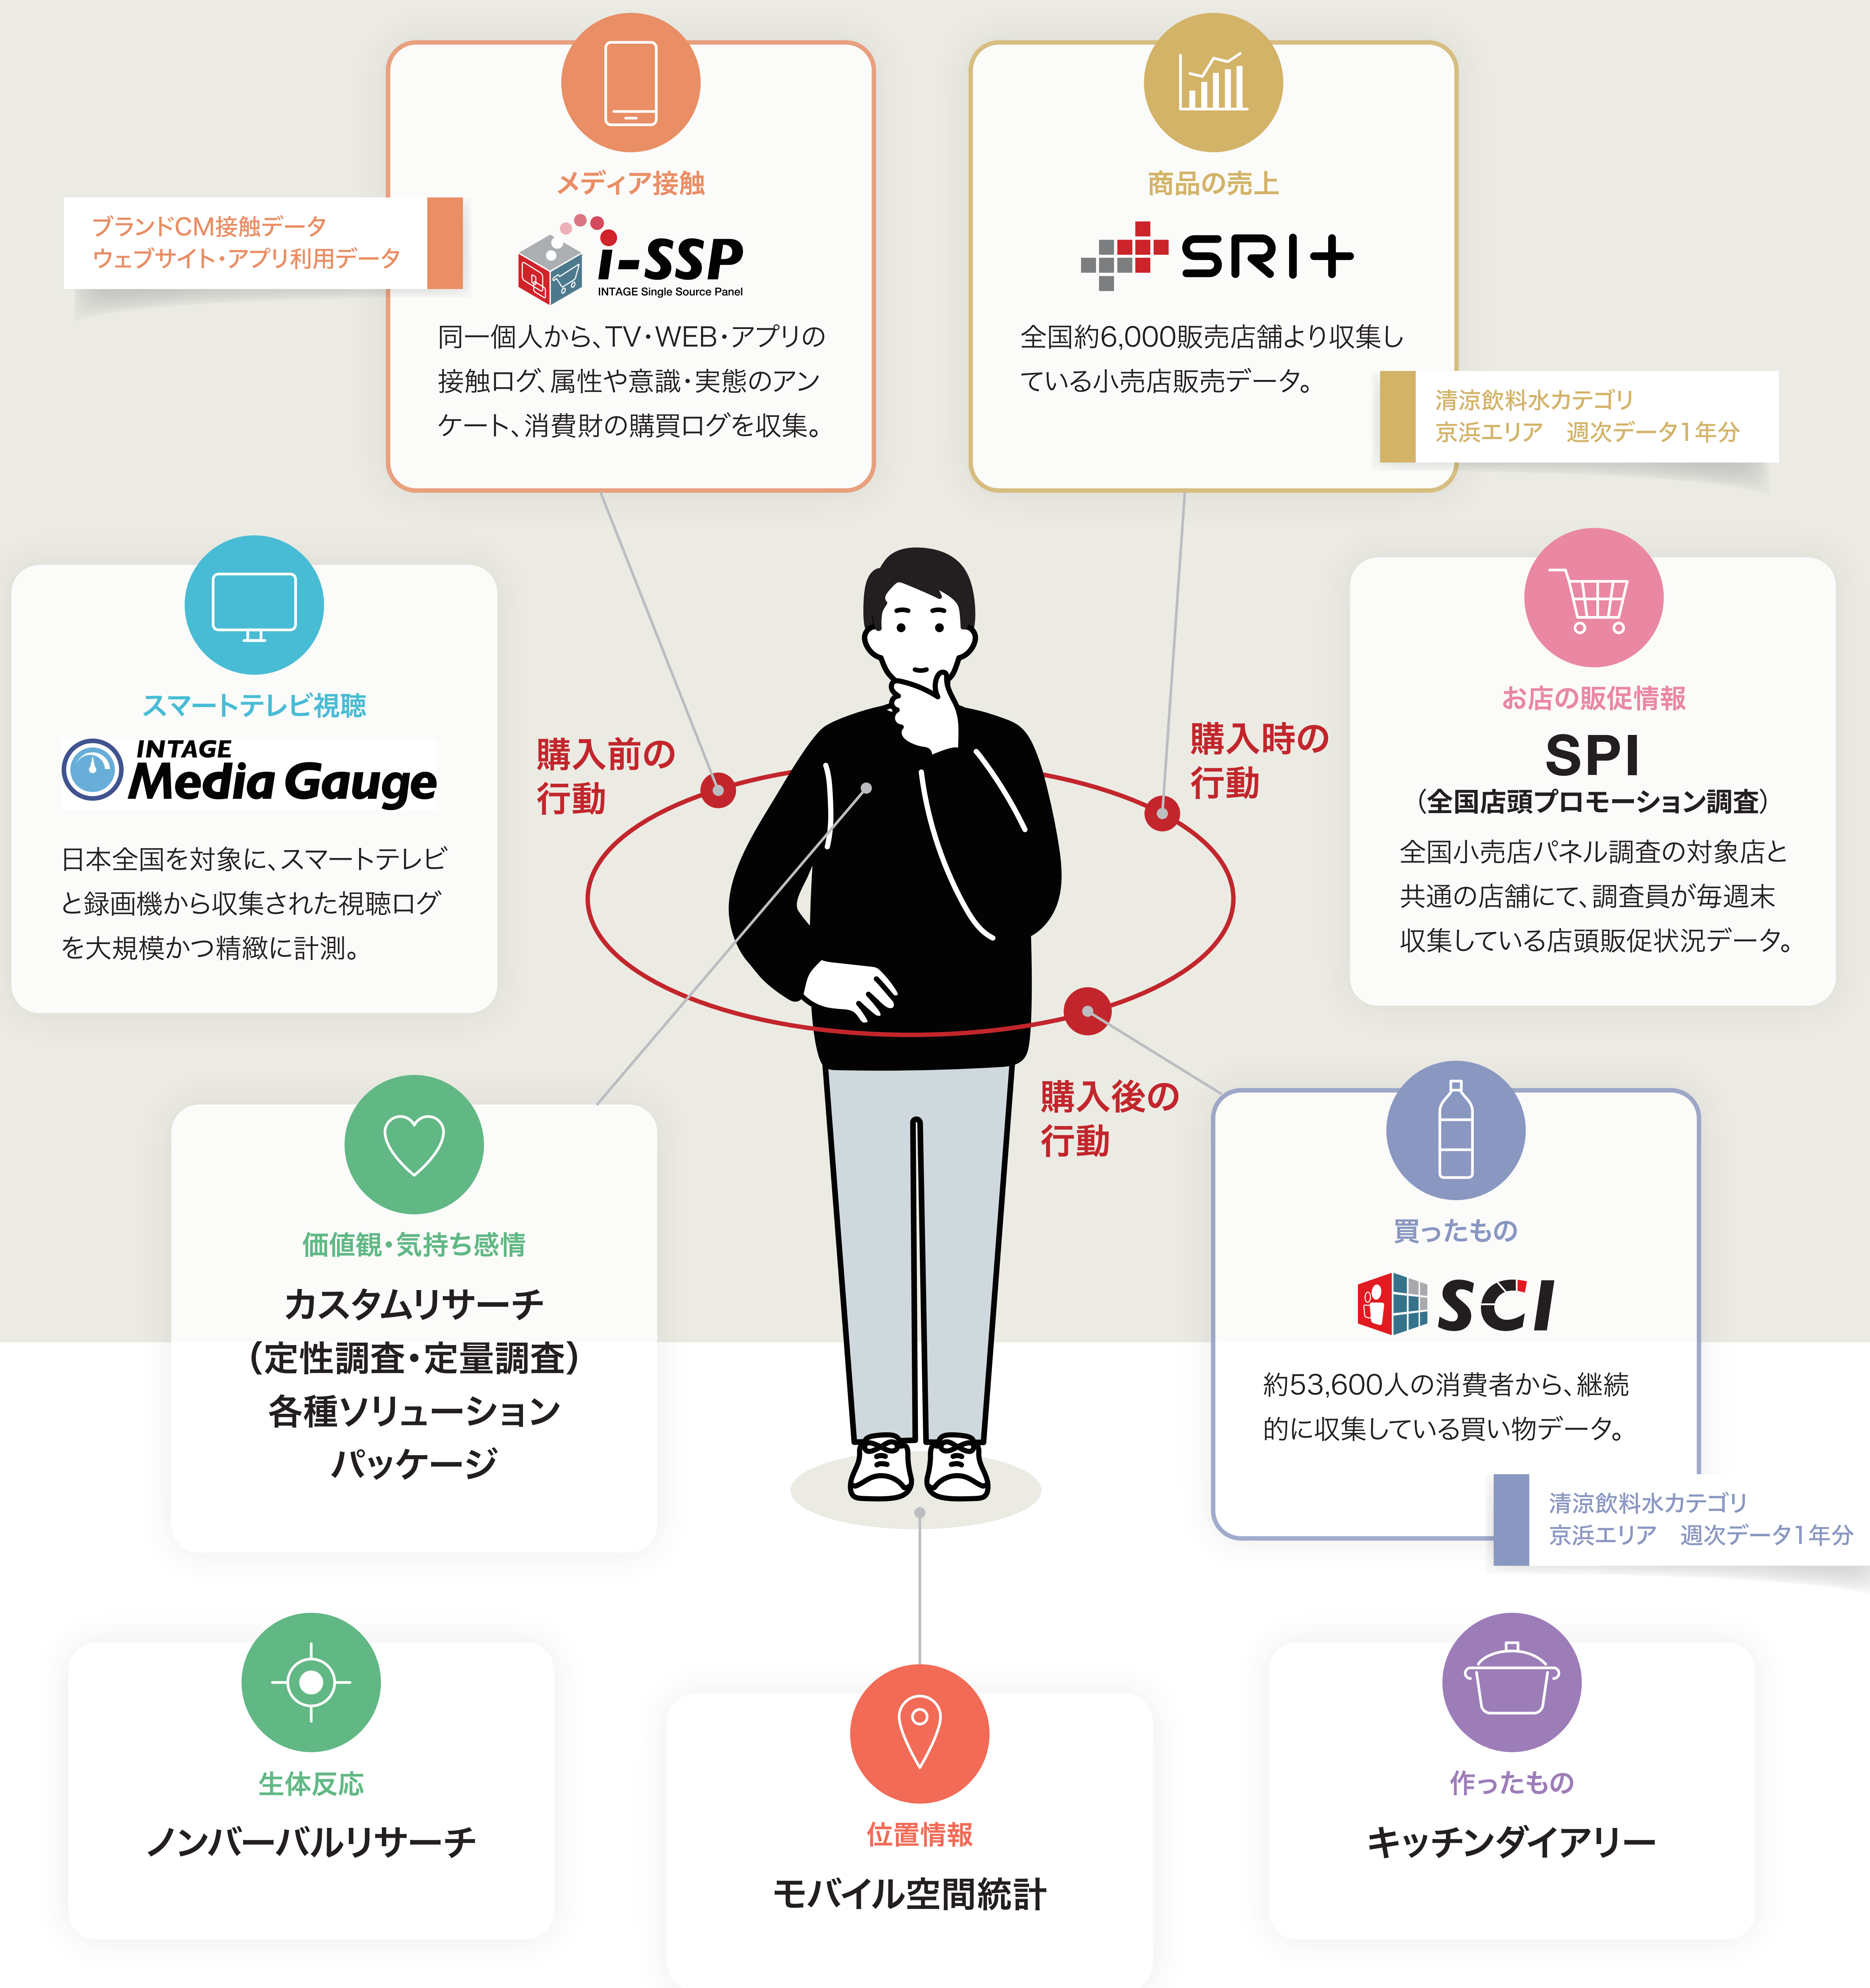 メディア接触
i-SSP
INTAGE Single Source Panel
同一個人から、TV・WEB・アプリの
接触ログ、属性や意識・実態のアン
ケート、消費財の購買ログを収集。
ブランドCM接触データ
ウェブサイト・アプリ利用データ
商品の売上
SRI+
全国約6,000販売店舗より収集し
ている小売店販売データ。
清涼飲料水カテゴリ
京浜エリア　週次データ1年分
スマートテレビ視聴
INTAGE
Media Gauge
日本全国を対象に、スマートテレビ
と録画機から収集された視聴ログ
を大規模かつ精緻に計測。
購入前の
行動
購入時の
行動
購入後の
行動
お店の販促情報
SPI
（全国店頭プロモーション調査）
全国小売店パネル調査の対象店と
共通の店舗にて、調査員が毎週末
収集している店頭販促状況データ。
価値観・気持ち感情
カスタムリサーチ
（定性調査・定量調査）
各種ソリューション
パッケージ
買ったもの
SCI
約53,600人の消費者から、継続
的に収集している買い物データ。
清涼飲料水カテゴリ
京浜エリア　週次データ1年分
生体反応
ノンバーバルリサーチ
位置情報
モバイル空間統計
作ったもの
キッチンダイアリー